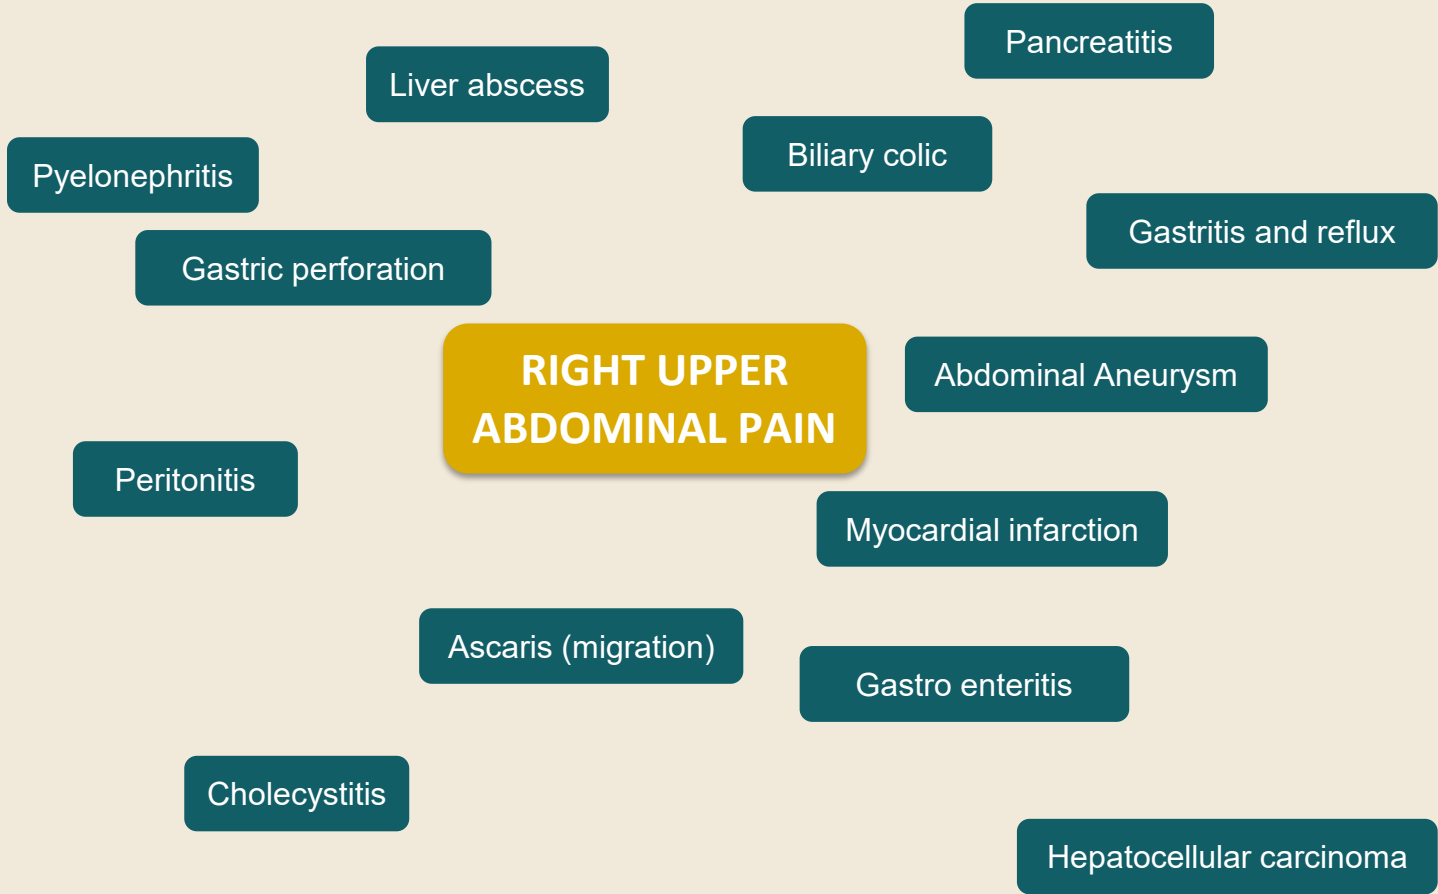 Pancreatitis
Liver abscess
Biliary colic
Pyelonephritis
Gastritis and reflux
Gastric perforation
RIGHT UPPER
ABDOMINAL PAIN
Abdominal Aneurysm
Peritonitis
Myocardial infarction
Ascaris (migration)
Gastro enteritis
Cholecystitis
Hepatocellular carcinoma